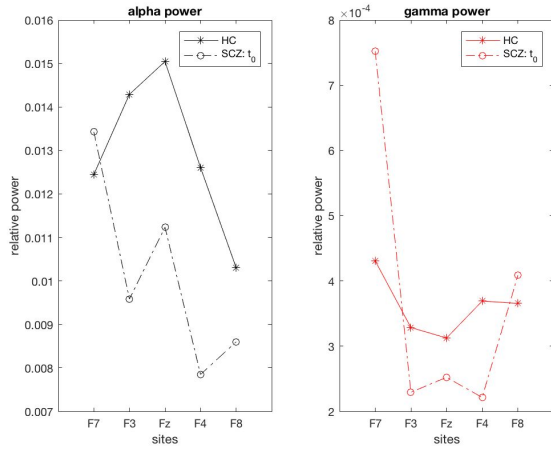 alpha power
0.016
0.015
0.014
0.013
0.012
0.011
0.01
0.009
0.008
0.007
relative power
HC
SCZ: t₀
F7 F3 Fz F4 F8
sites
gamma power
×10⁻⁴
8
7
6
5
4
3
2
relative power
HC
SCZ: t₀
F7 F3 Fz F4 F8
sites